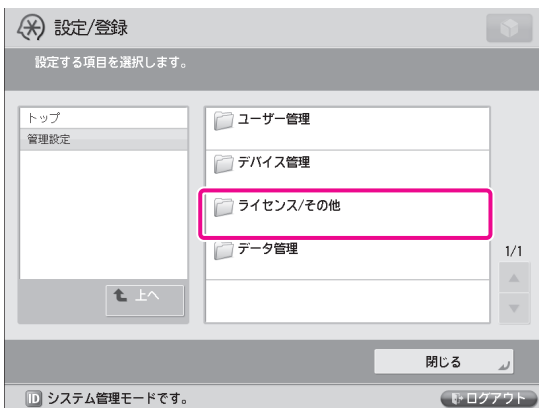 設定/登録
設定する項目を選択します。
トップ
管理設定
ユーザー管理
デバイス管理
ライセンス/その他
データ管理
1/1
上へ
閉じる
ID システム管理モードです。
ログアウト